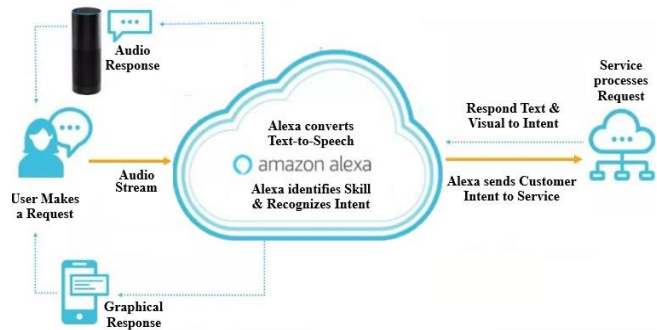 Audio
Response
Service
processes
Request
Respond Text &
Visual to Intent
Alexa converts
Text-to-Speech
amazon alexa
Alexa identifies Skill
& Recognizes Intent
Audio
Stream
User Makes
a Request
Alexa sends Customer
Intent to Service
Graphical
Response